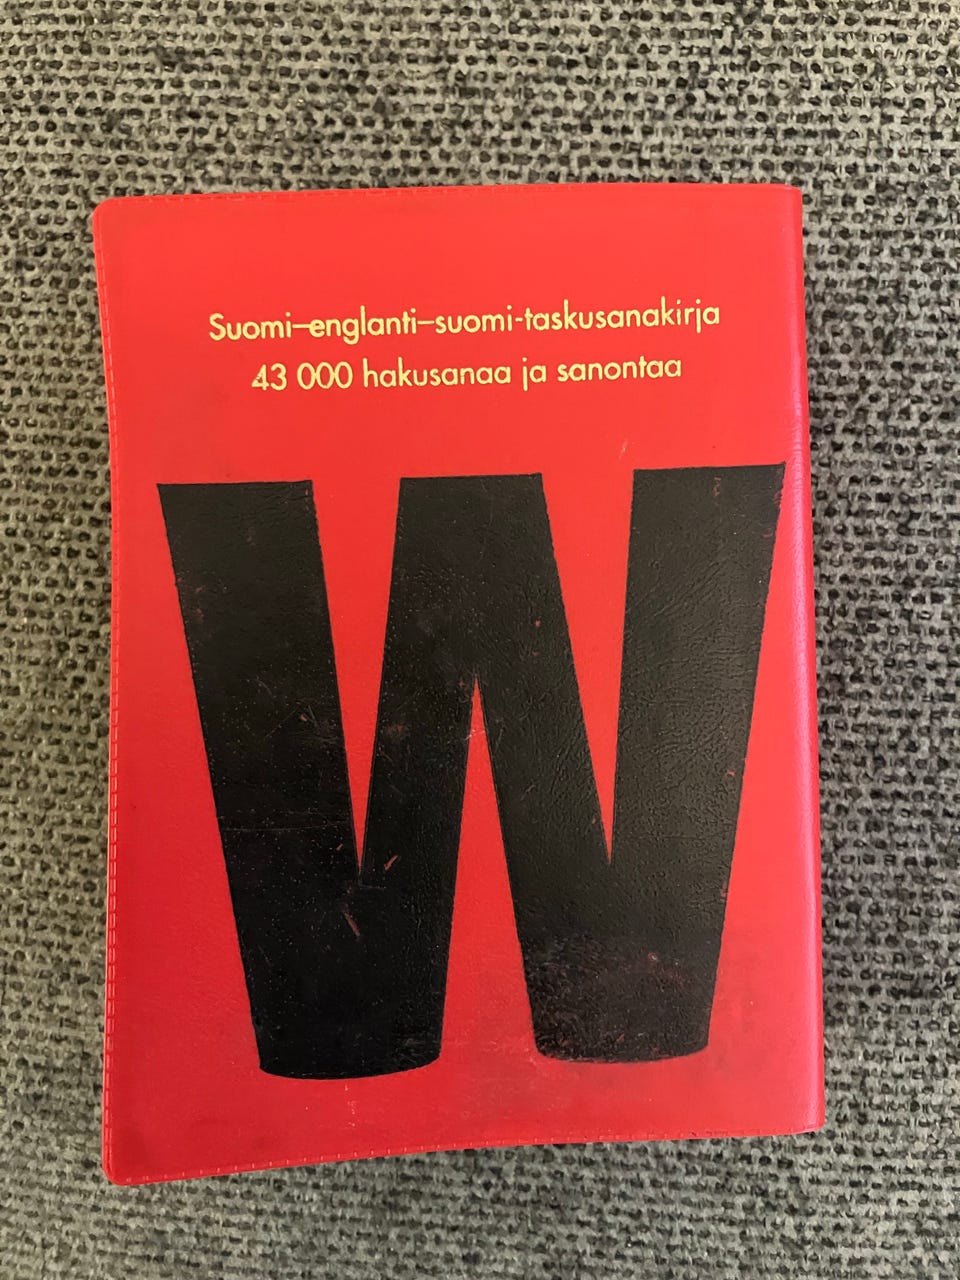 Suomi–englanti–suomi-taskusanakirja
43 000 hakusanaa ja sanontaa
W